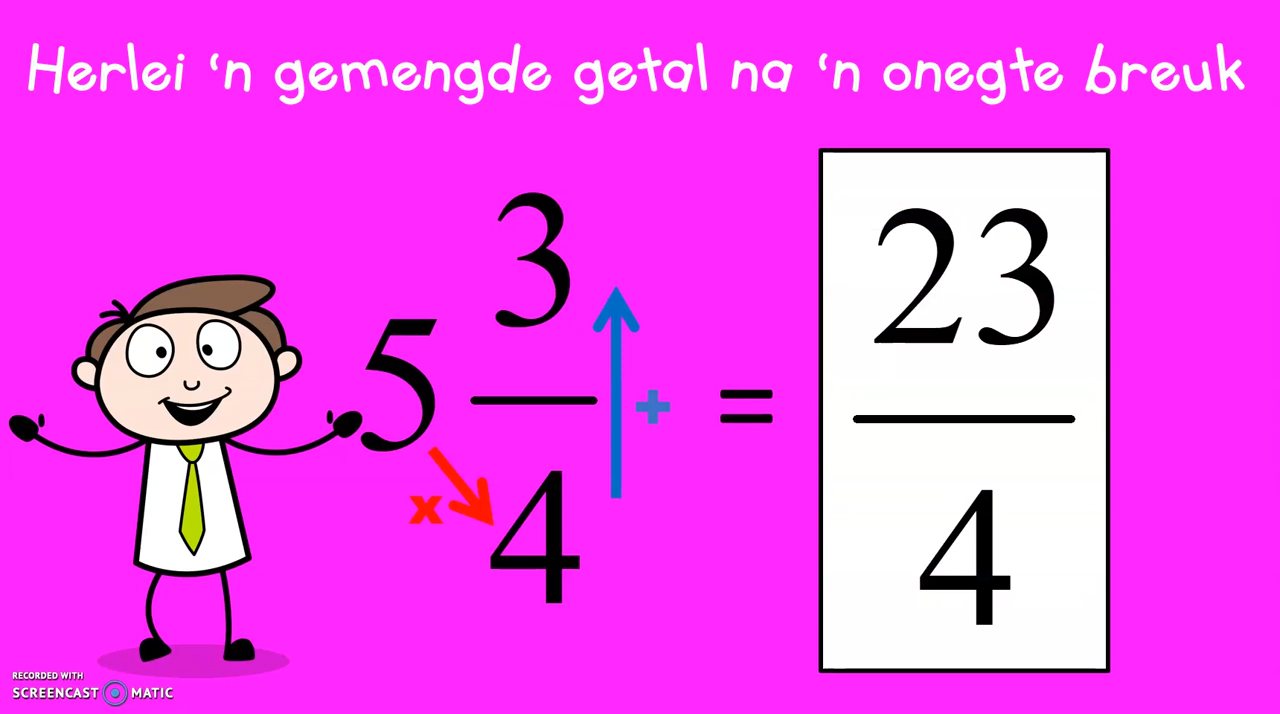 Herlei ‘n gemengde getal na ‘n onegte breuk
5 3/4 = 23/4
x
+
RECORDED WITH
SCREENCAST MATIC